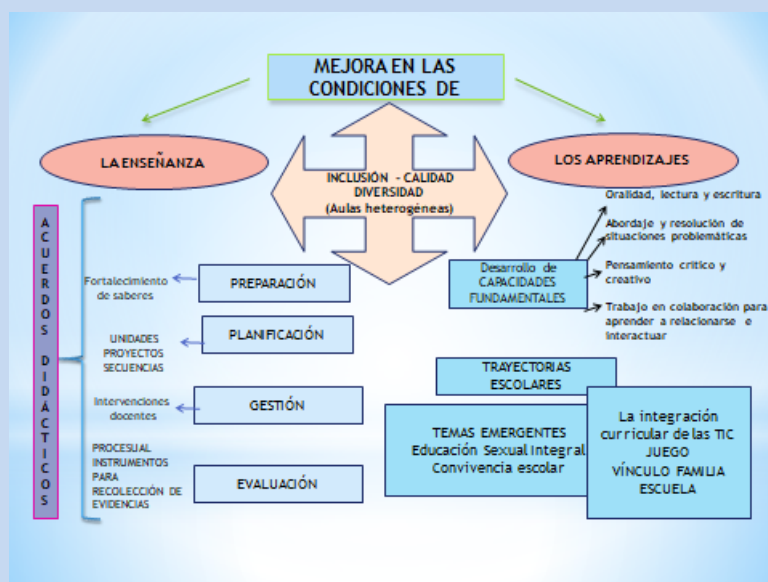 MEJORA EN LAS
CONDICIONES DE
LA ENSEÑANZA
INCLUSIÓN - CALIDAD
DIVERSIDAD
(Aulas heterogéneas)
LOS APRENDIZAJES
ACUERDOS DIDÁCTICOS
Fortalecimiento
de saberes
PREPARACIÓN
UNIDADES
PROYECTOS
SECUENCIAS
PLANIFICACIÓN
Intervenciones
docentes
GESTIÓN
PROCESUAL
INSTRUMENTOS
PARA
RECOLECCIÓN DE
EVIDENCIAS
EVALUACIÓN
Oralidad, lectura y escritura
Abordaje y resolución de
situaciones problemáticas
Pensamiento crítico y
creativo
Trabajo en colaboración para
aprender a relacionarse e
interactuar
Desarrollo de
CAPACIDADES
FUNDAMENTALES
TRAYECTORIAS
ESCOLARES
TEMAS EMERGENTES
Educación Sexual Integral
Convivencia escolar
La integración
curricular de las TIC
JUEGO
VÍNCULO FAMILIA
ESCUELA